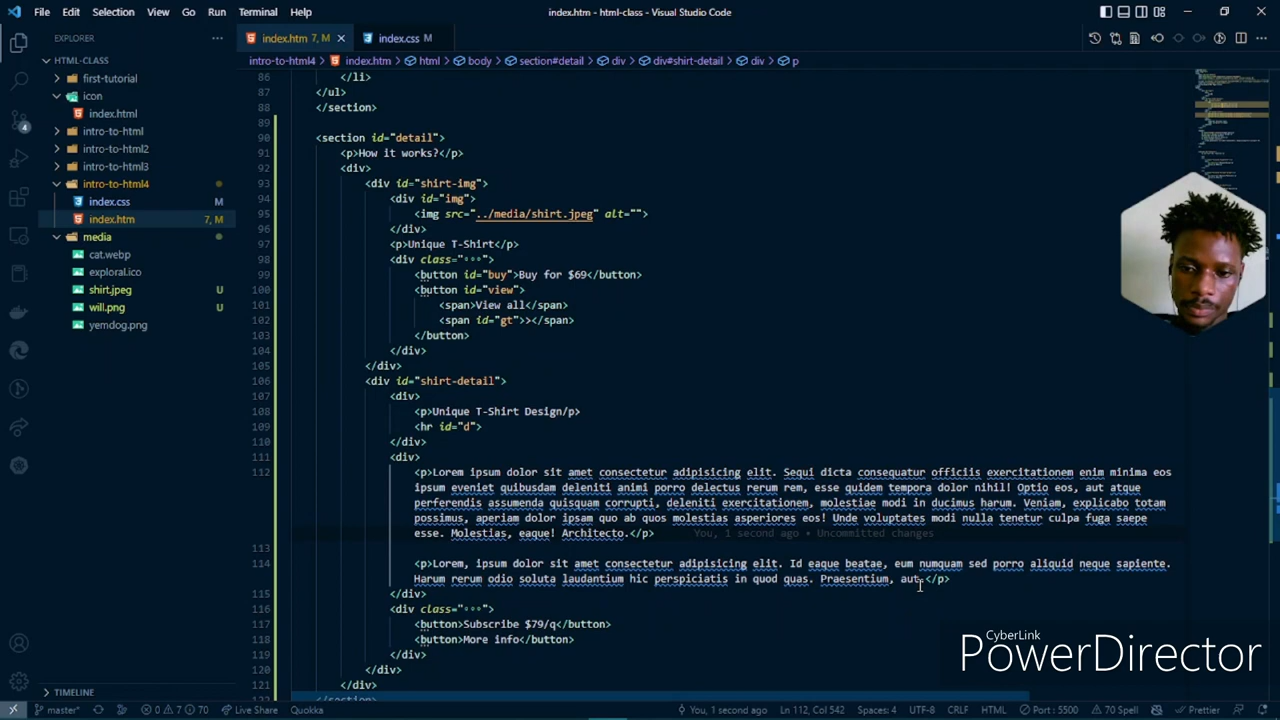 File Edit Selection View Go Run Terminal Help
index.htm - html-class - Visual Studio Code
EXPLORER
HTML-CLASS
first-tutorial
icon
index.html
intro-to-html
intro-to-html2
intro-to-html3
intro-to-html4
index.css M
index.htm 7, M
media
cat.webp
exploral.ico
shirt.jpeg U
will.png U
yemdog.png
TIMELINE
4
index.htm 7, M
index.css M
intro-to-html4 > index.htm > html > body > section#detail > div > div#shirt-detail > div > p
86 </li>
87 </ul>
88 </section>
89
90 <section id="detail">
91 <p>How it works?</p>
92 <div>
93 <div id="shirt-img">
94 <div id="img">
95 <img src="../media/shirt.jpeg" alt="">
96 </div>
97 <p>Unique T-Shirt</p>
98 <div class="">
99 <button id="buy">Buy for $69</button>
100 <button id="view">
101 <span>View all</span>
102 <span id="gt">></span>
103 </button>
104 </div>
105 </div>
106 <div id="shirt-detail">
107 <div>
108 <p>Unique T-Shirt Design/p>
109 <hr id="d">
110 </div>
111 <div>
112 <p>Lorem ipsum dolor sit amet consectetur adipisicing elit. Sequi dicta consequatur officiis exercitationem enim minima eos
ipsum eveniet quibusdam deleniti animi porro delectus rerum rem, esse quidem tempora dolor nihil! Optio eos, aut atque
perferendis assumenda quisquam corrupti, deleniti exercitationem, molestiae modi in ducimus harum. Veniam, explicabo totam
possimus, aperiam dolor ipsam quo ab quos molestias asperiores eos! Unde voluptates modi nulla tenetur culpa fuga saepe
esse. Molestias, eaque! Architecto.</p> You, 1 second ago • Uncommitted changes
113
114 <p>Lorem, ipsum dolor sit amet consectetur adipisicing elit. Id eaque beatae, eum numquam sed porro aliquid neque sapiente.
Harum rerum odio soluta laudantium hic perspiciatis in quod quas. Praesentium, aut.</p>
115 </div>
116 <div class="">
117 <button>Subscribe $79/q</button>
118 <button>More info</button>
119 </div>
120 </div>
121 </div>
122 </section>
CyberLink
PowerDirector
master* 0 7 70 Live Share Quokka You, 1 second ago Ln 112, Col 542 Spaces: 4 UTF-8 CRLF HTML Port : 5500 70 Spell Prettier